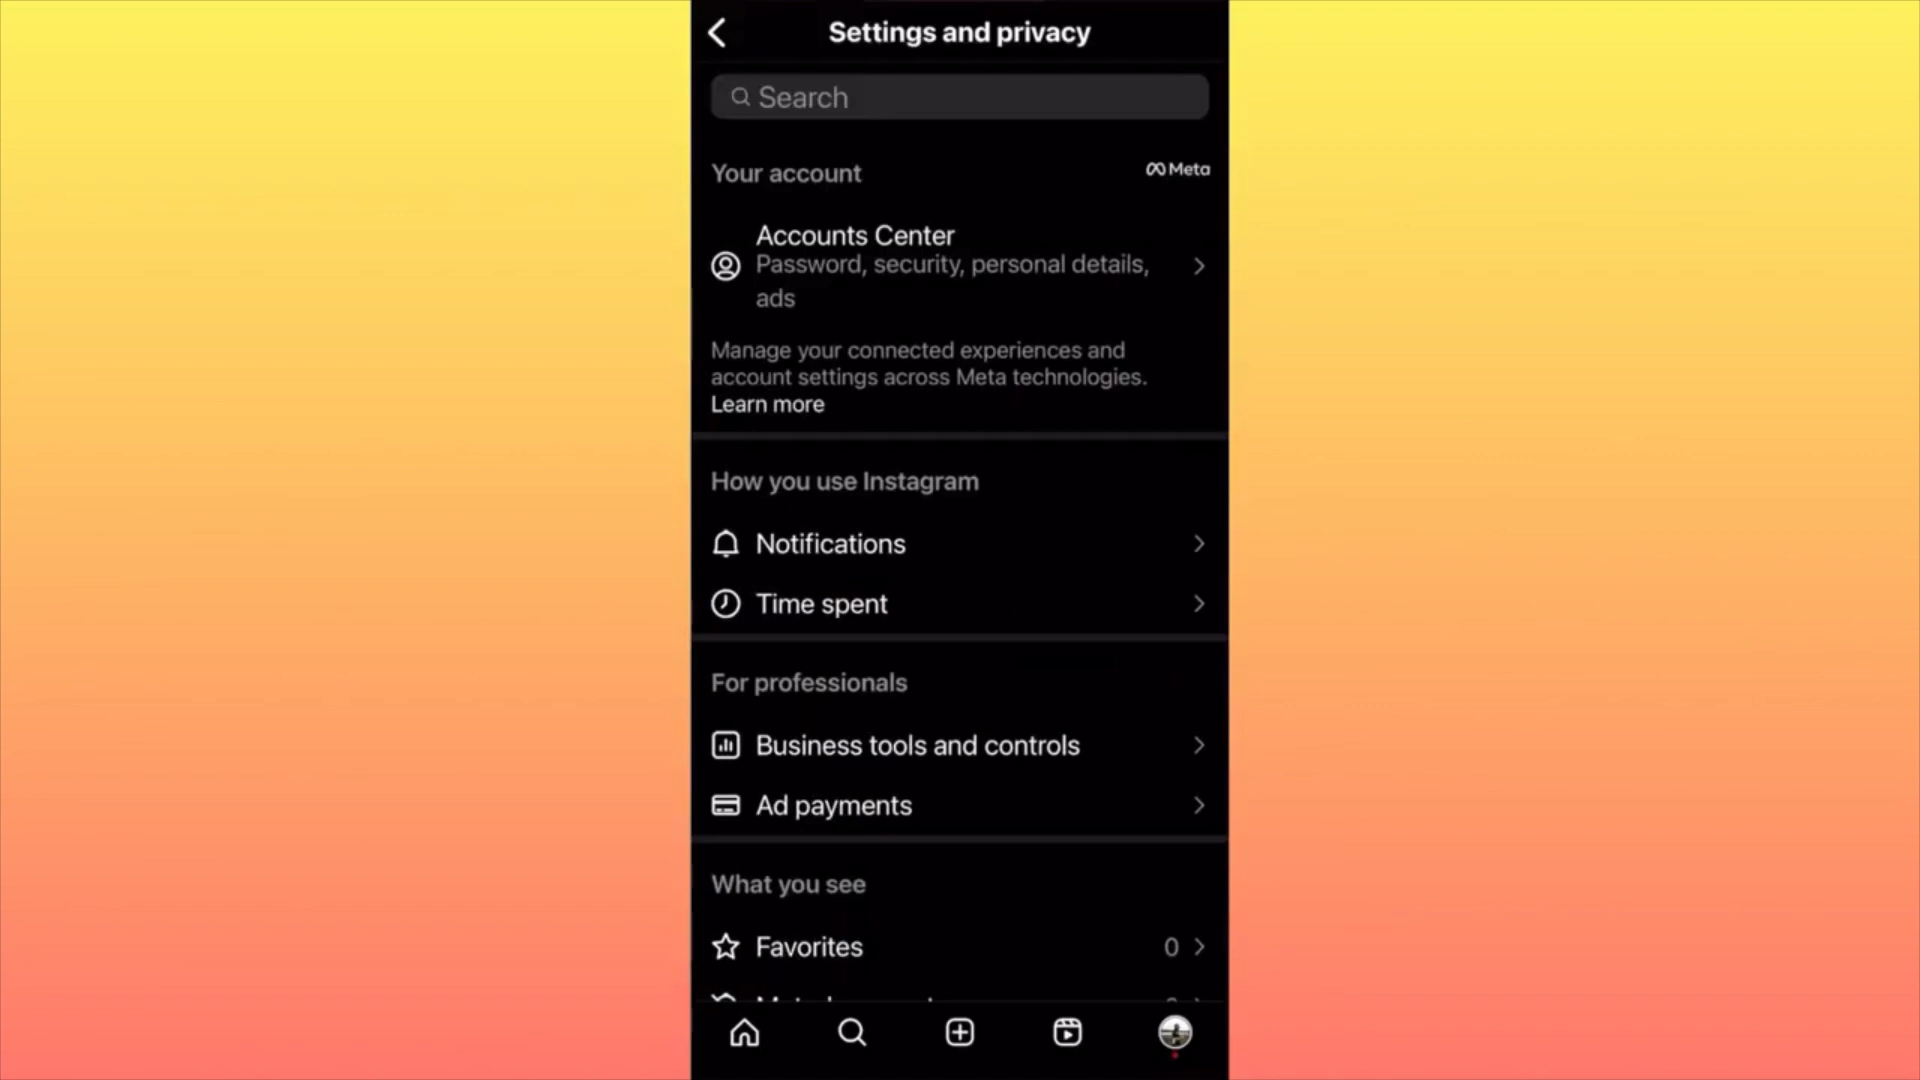 Settings and privacy
Search
Your account
Meta
Accounts Center
Password, security, personal details,
ads
Manage your connected experiences and
account settings across Meta technologies.
Learn more
How you use Instagram
Notifications
Time spent
For professionals
Business tools and controls
Ad payments
What you see
Favorites
0